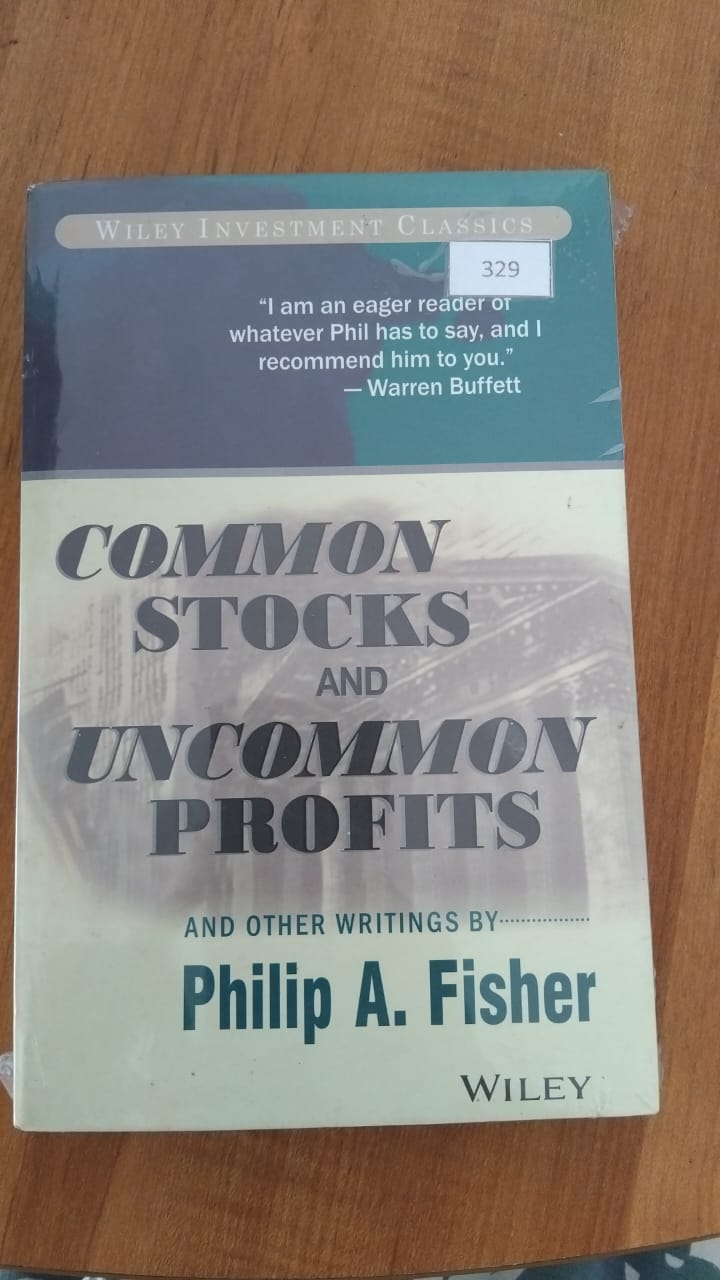 WILEY INVESTMENT CLASSICS
329
“I am an eager reader of
whatever Phil has to say, and I
recommend him to you.”
— Warren Buffett
COMMON
STOCKS
AND
UNCOMMON
PROFITS
AND OTHER WRITINGS BY
Philip A. Fisher
WILEY